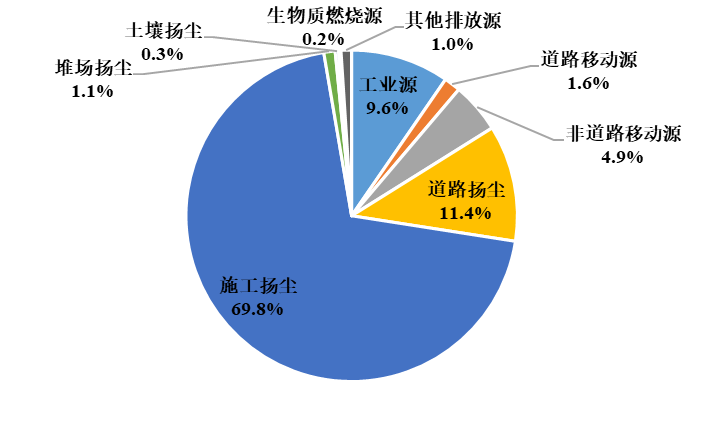 生物质燃烧源
0.2%
其他排放源
1.0%
土壤扬尘
0.3%
堆场扬尘
1.1%
道路移动源
1.6%
工业源
9.6%
非道路移动源
4.9%
道路扬尘
11.4%
施工扬尘
69.8%